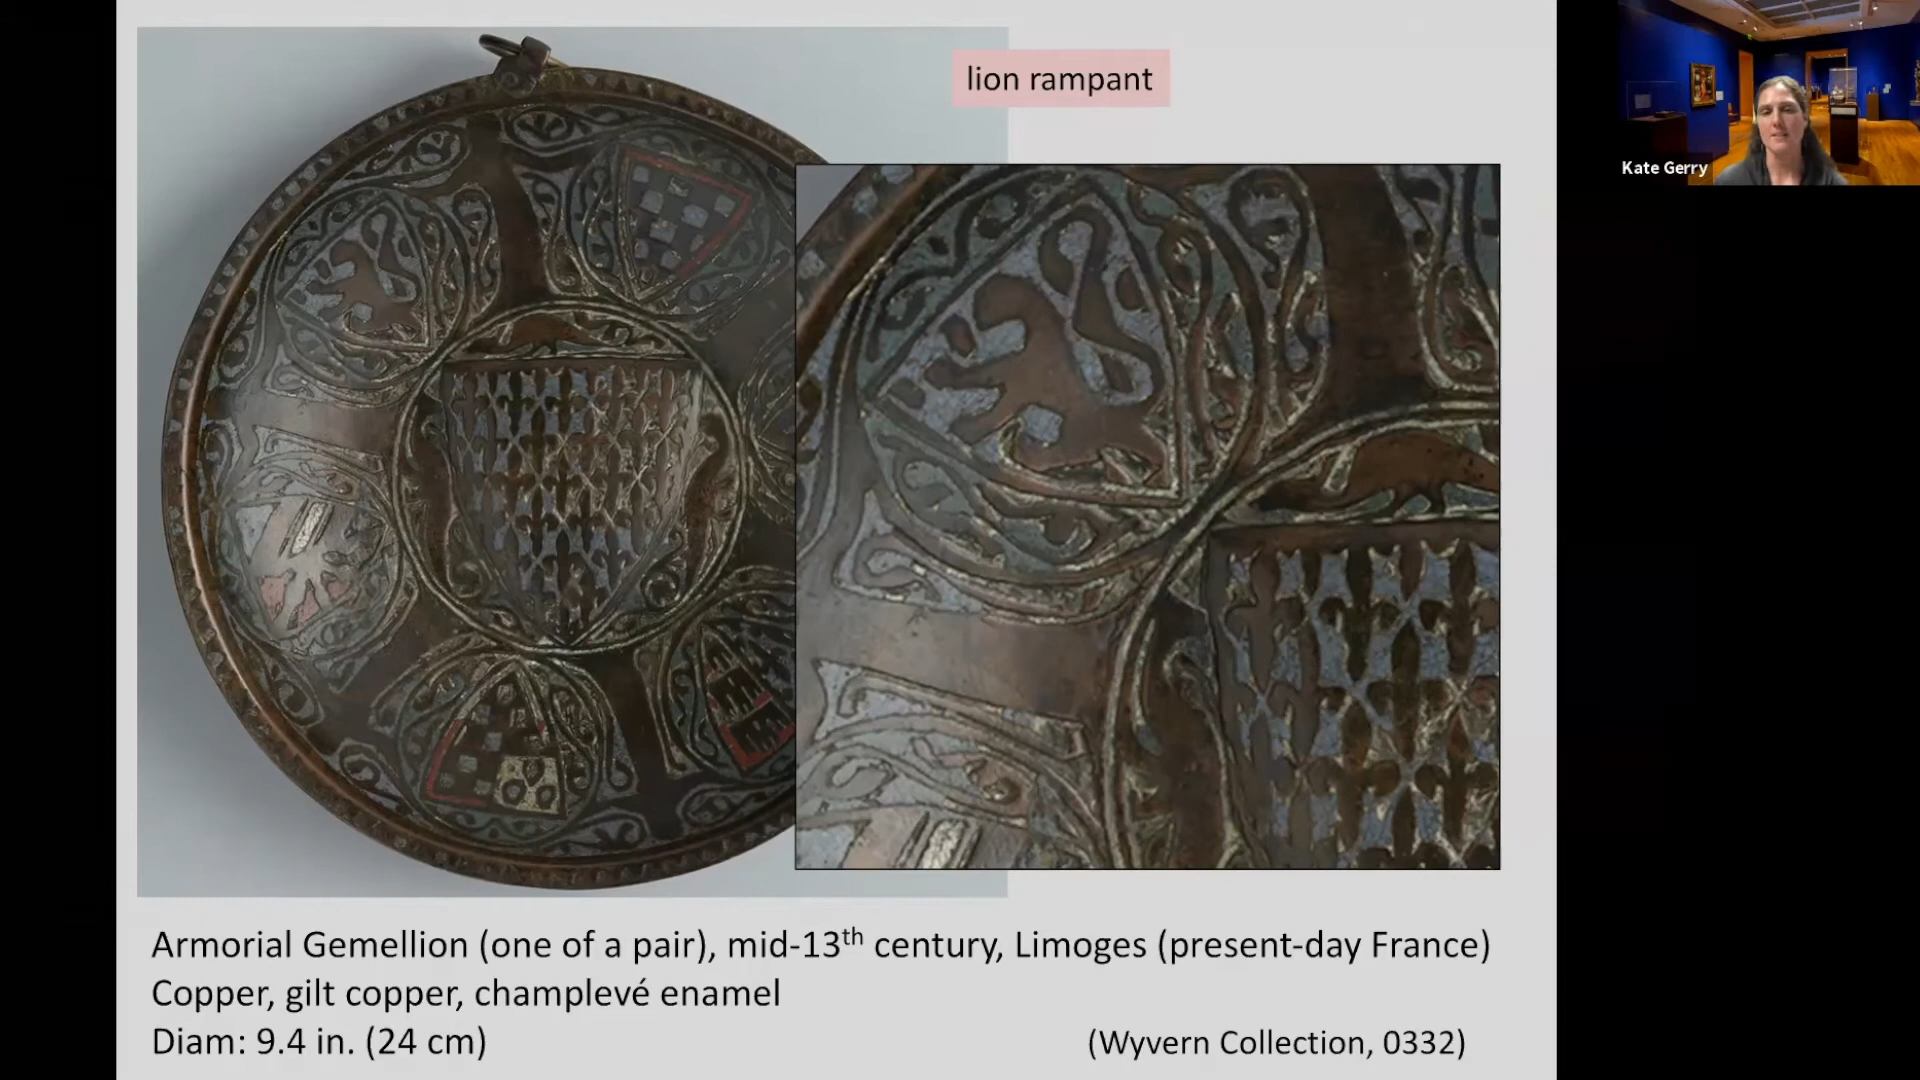 lion rampant
Kate Gerry
Armorial Gemellion (one of a pair), mid-13th century, Limoges (present-day France)
Copper, gilt copper, champlevé enamel
Diam: 9.4 in. (24 cm)
(Wyvern Collection, 0332)